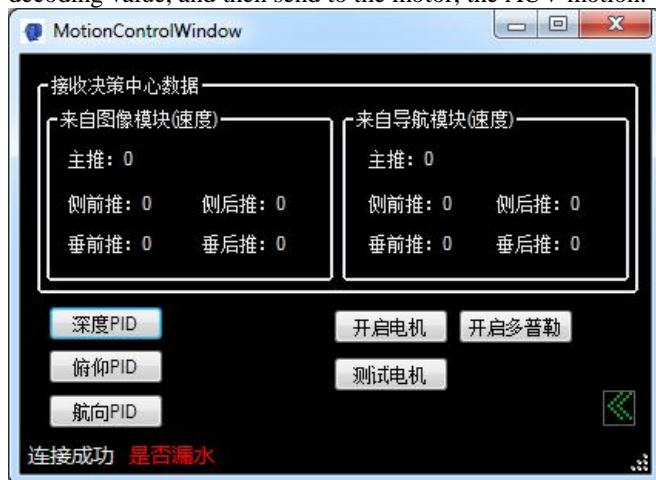 decoding value, and then send to the motor, the AUV motion.
MotionControlWindow
接收决策中心数据
来自图像模块(速度)
主推: 0
侧前推: 0 侧后推: 0
垂前推: 0 垂后推: 0
来自导航模块(速度)
主推: 0
侧前推: 0 侧后推: 0
垂前推: 0 垂后推: 0
深度PID
俯仰PID
航向PID
开启电机 开启多普勒
测试电机
连接成功 是否漏水